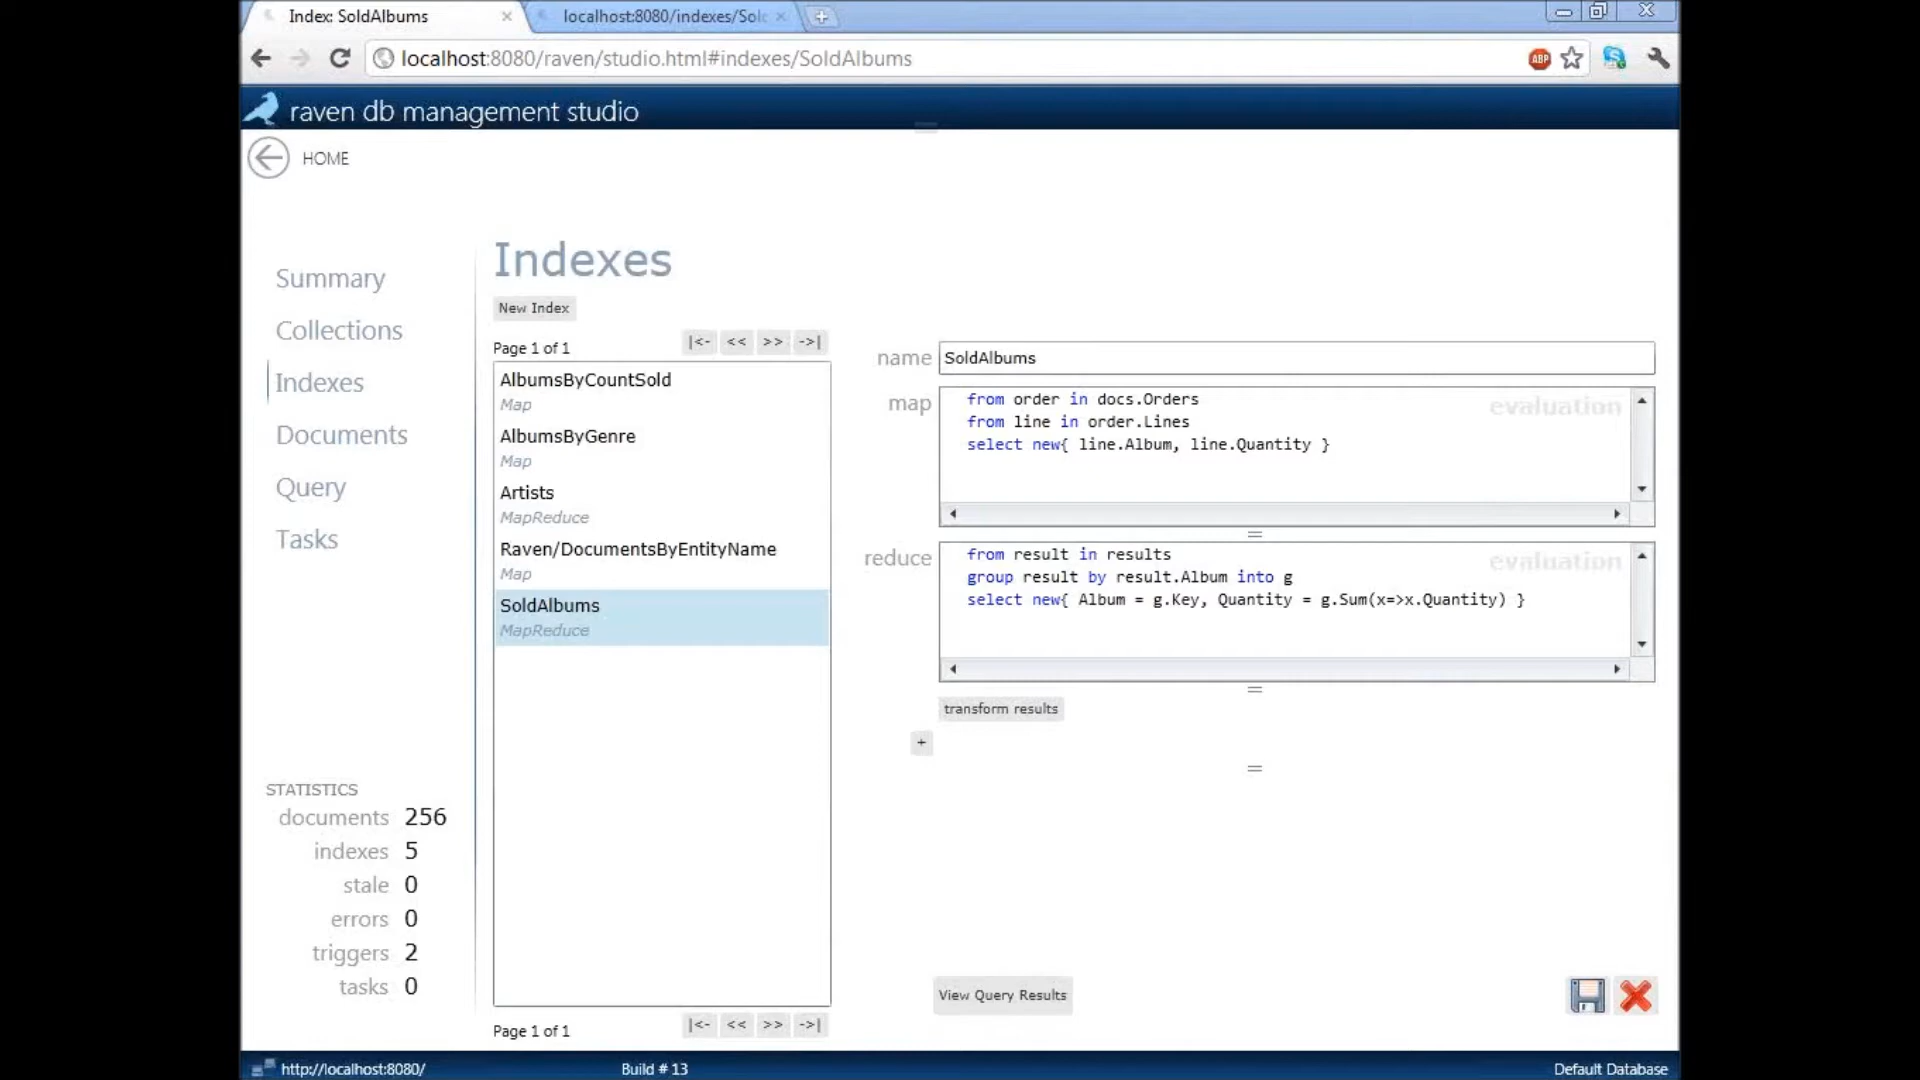 Index: SoldAlbums
localhost:8080/indexes/Sol
localhost:8080/raven/studio.html#indexes/SoldAlbums
ABP
raven db management studio
HOME
Summary
Collections
Indexes
Documents
Query
Tasks
STATISTICS
documents 256
indexes 5
stale 0
errors 0
triggers 2
tasks 0
Indexes
New Index
Page 1 of 1 |<- << >> ->|
AlbumsByCountSold
Map
AlbumsByGenre
Map
Artists
MapReduce
Raven/DocumentsByEntityName
Map
SoldAlbums
MapReduce
Page 1 of 1 |<- << >> ->|
name SoldAlbums
map
from order in docs.Orders
from line in order.Lines
select new{ line.Album, line.Quantity }
evaluation
reduce
from result in results
group result by result.Album into g
select new{ Album = g.Key, Quantity = g.Sum(x=>x.Quantity) }
evaluation
transform results
+
View Query Results
http://localhost:8080/
Build # 13
Default Database